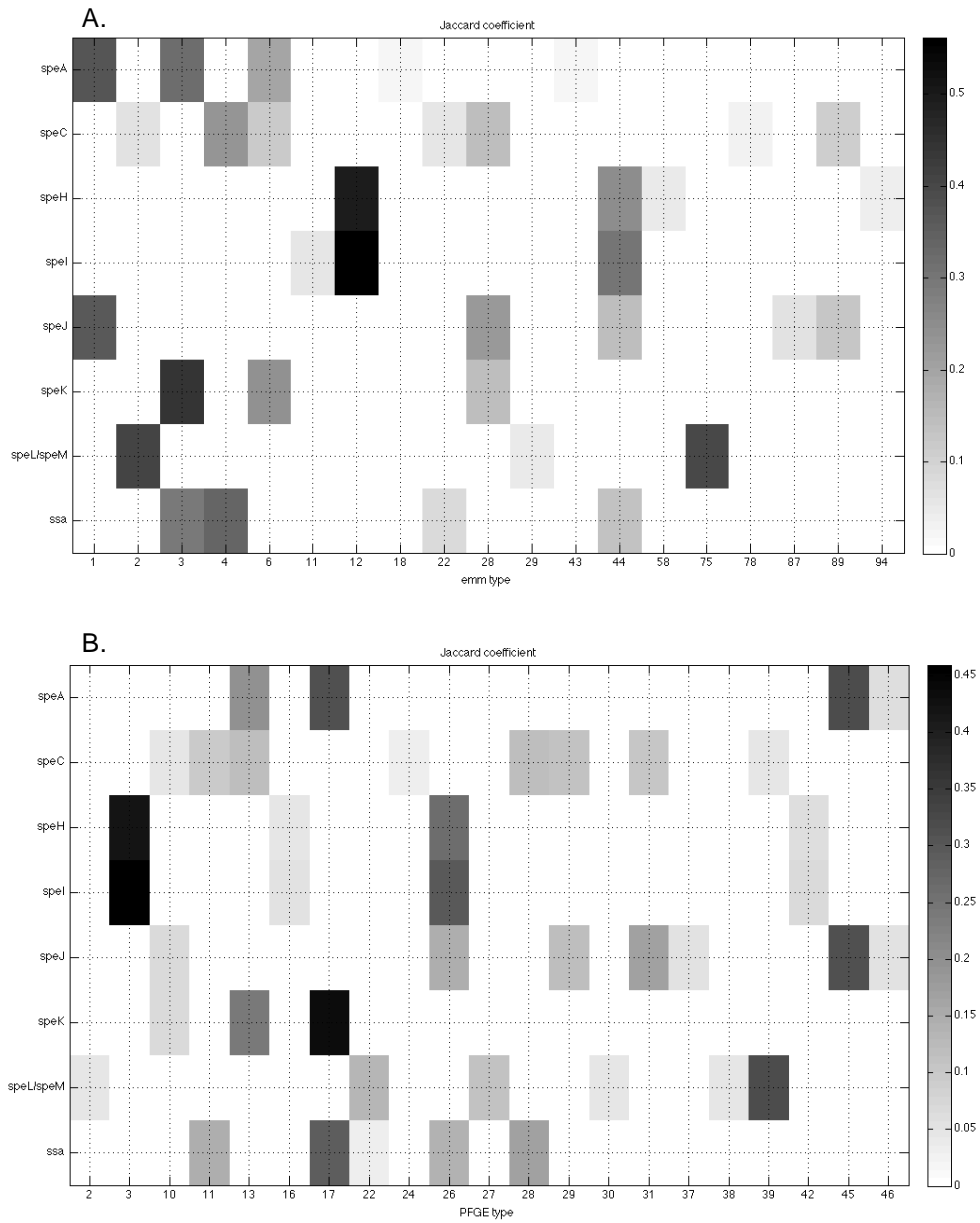 A.
Jaccard coefficient
speA
speC
speH
speI
speJ
speK
speL/speM
ssa
1 2 3 4 6 11 12 18 22 28 29 43 44 58 75 78 87 89 94
emm type
0.5
0.4
0.3
0.2
0.1
0
B.
Jaccard coefficient
speA
speC
speH
speI
speJ
speK
speL/speM
ssa
2 3 10 11 13 16 17 22 24 26 27 28 29 30 31 37 38 39 42 45 46
PFGE type
0.45
0.4
0.35
0.3
0.25
0.2
0.15
0.1
0.05
0